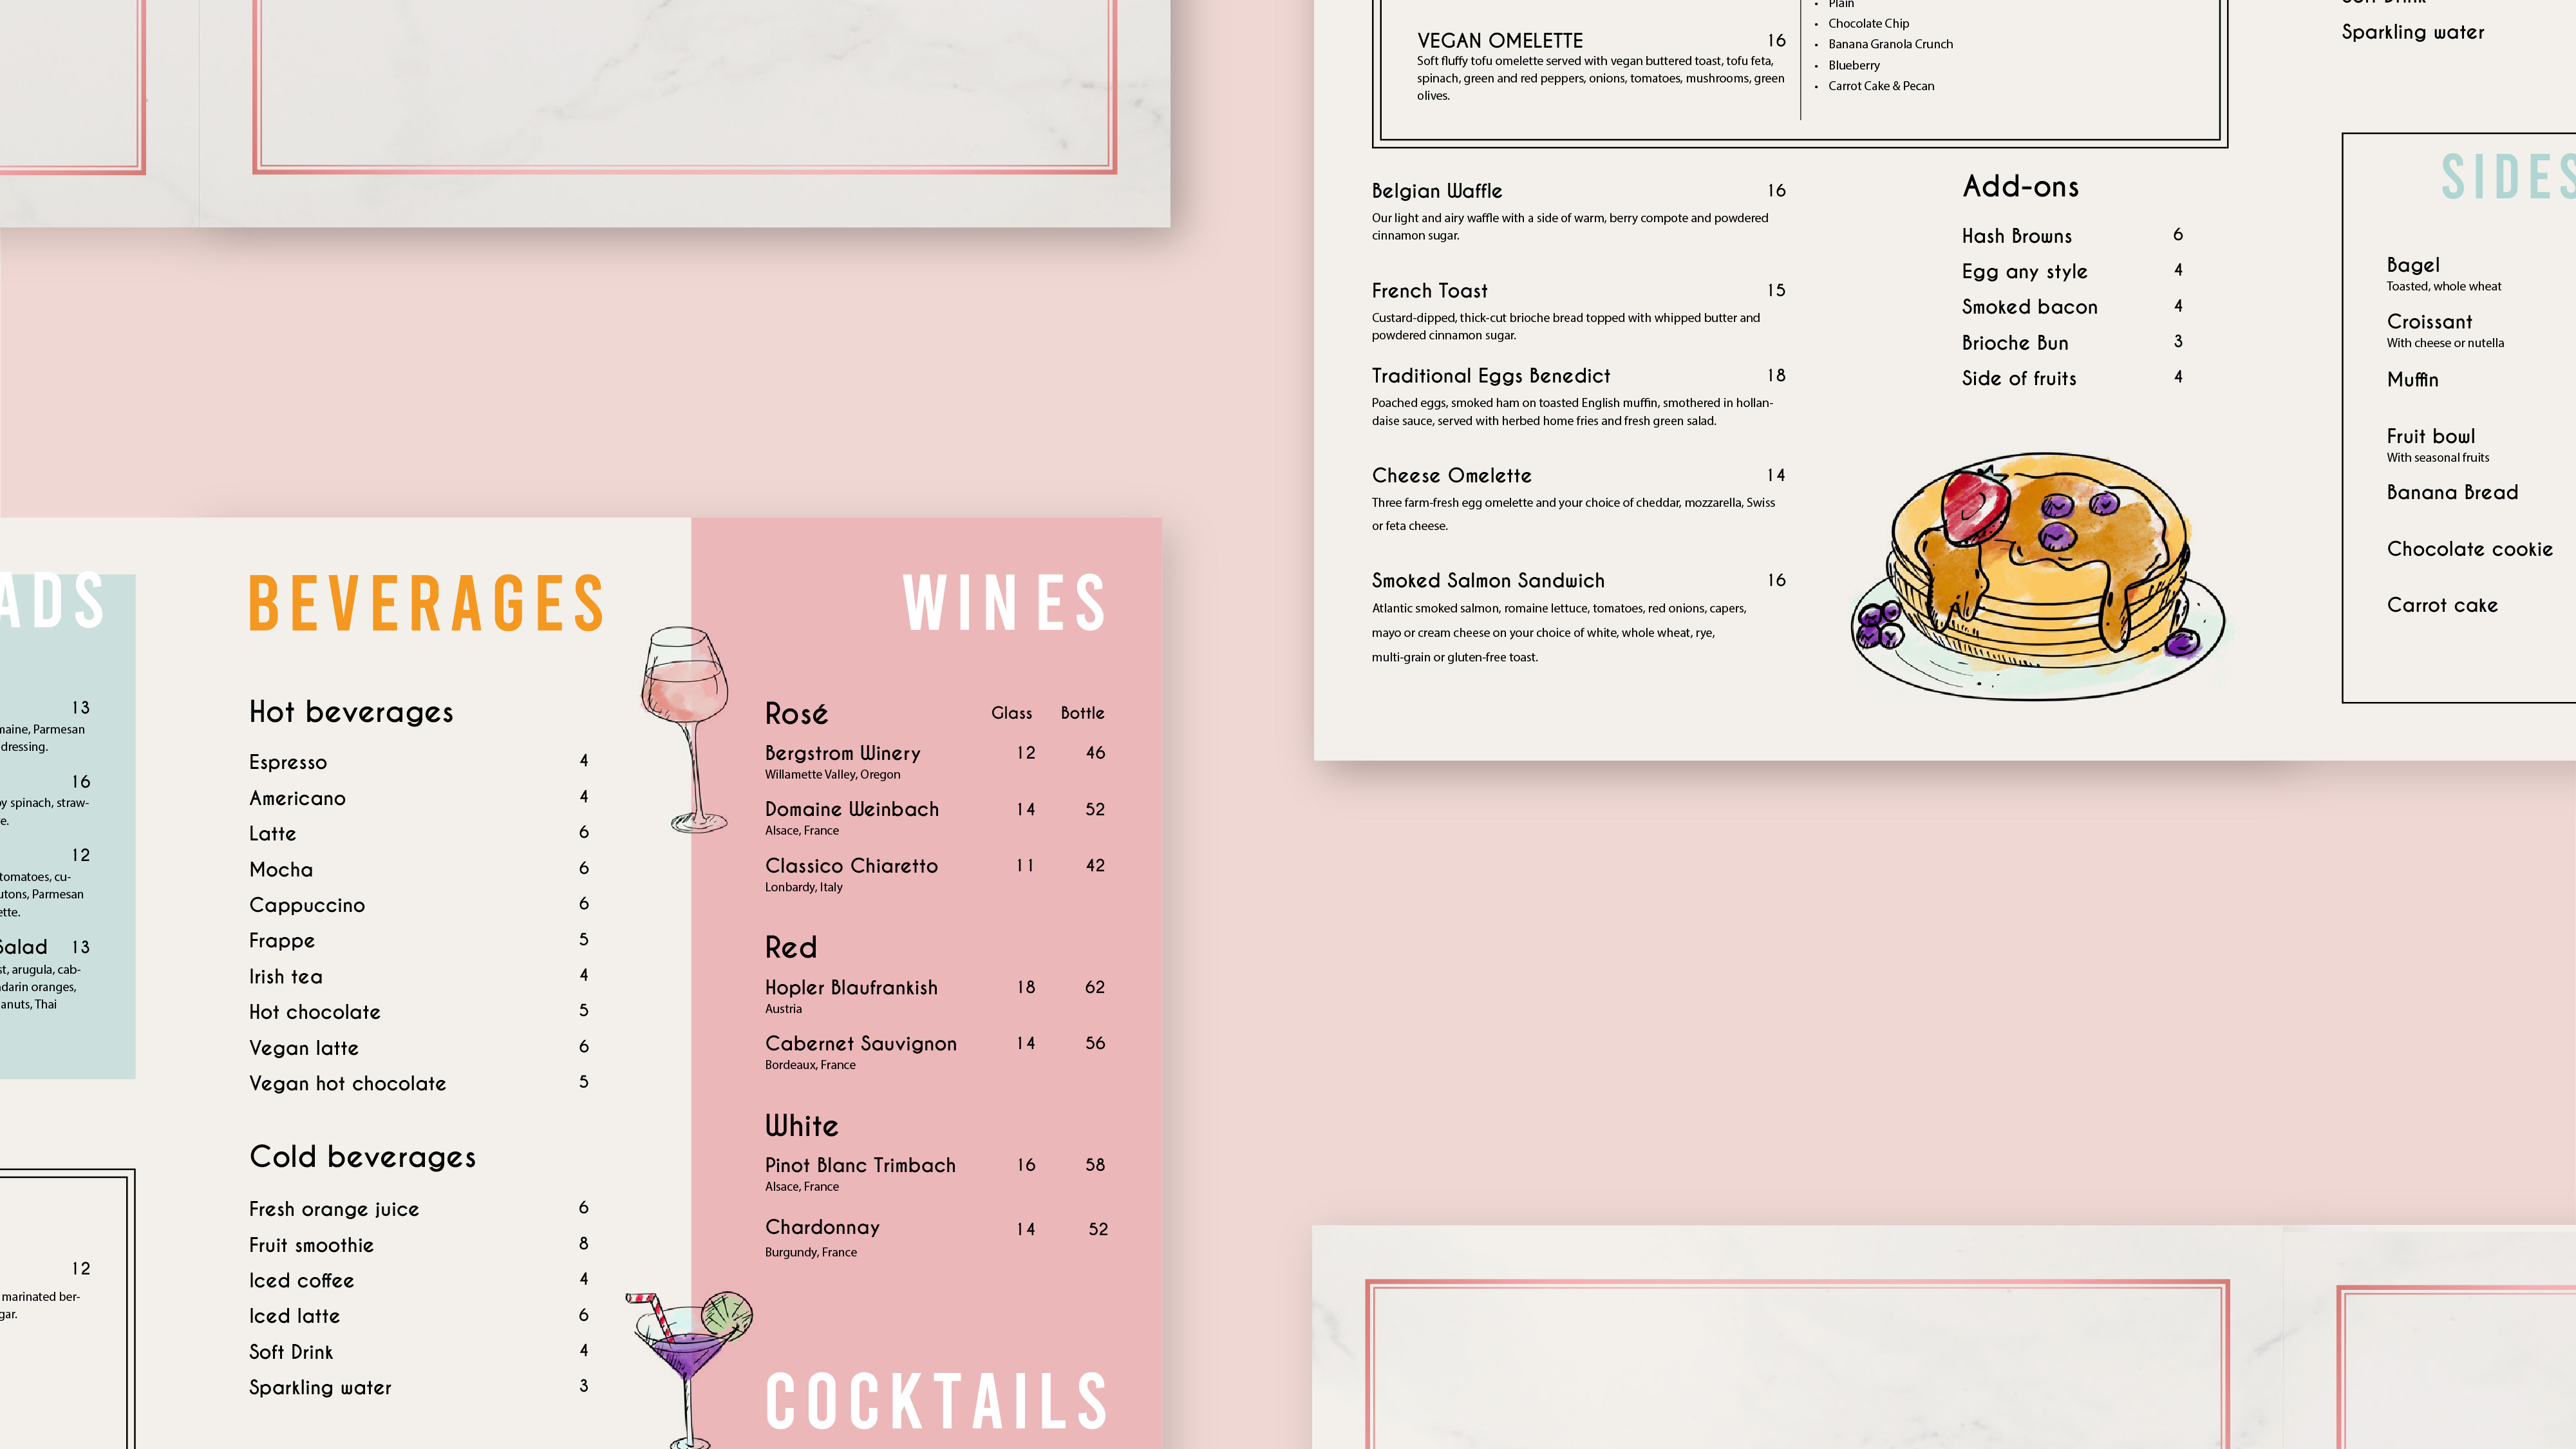 ADS
13
maine, Parmesan
dressing.
16
spinach, straw-
12
tomatoes, cu-
Parmesan
Salad 13
arugula, cab-
oranges,
Thai
12
marinated ber-
BEVERAGES
Hot beverages
Espresso 4
Americano 4
Latte 6
Mocha 6
Cappuccino 6
Frappe 5
Irish tea 4
Hot chocolate 5
Vegan latte 6
Vegan hot chocolate 5
Cold beverages
Fresh orange juice 6
Fruit smoothie 8
Iced coffee 4
Iced latte 6
Soft Drink 4
Sparkling water 3
WINES
Rosé Glass Bottle
Bergstrom Winery 12 46
Willamette Valley, Oregon
Domaine Weinbach 14 52
Alsace, France
Classico Chiaretto 11 42
Lonbardy, Italy
Red
Hopler Blaufrankish 18 62
Austria
Cabernet Sauvignon 14 56
Bordeaux, France
White
Pinot Blanc Trimbach 16 58
Alsace, France
Chardonnay 14 52
Burgundy, France
COCKTAILS
VEGAN OMELETTE 16
Soft fluffy tofu omelette served with vegan buttered toast, tofu feta,
spinach, green and red peppers, onions, tomatoes, mushrooms, green
olives.
• Plain
• Chocolate Chip
• Banana Granola Crunch
• Blueberry
• Carrot Cake & Pecan
Belgian Waffle 16
Our light and airy waffle with a side of warm, berry compote and powdered
cinnamon sugar.
French Toast 15
Custard-dipped, thick-cut brioche bread topped with whipped butter and
powdered cinnamon sugar.
Traditional Eggs Benedict 18
Poached eggs, smoked ham on toasted English muffin, smothered in hollan-
daise sauce, served with herbed home fries and fresh green salad.
Cheese Omelette 14
Three farm-fresh egg omelette and your choice of cheddar, mozzarella, Swiss
or feta cheese.
Smoked Salmon Sandwich 16
Atlantic smoked salmon, romaine lettuce, tomatoes, red onions, capers,
mayo or cream cheese on your choice of white, whole wheat, rye,
multi-grain or gluten-free toast.
Add-ons
Hash Browns 6
Egg any style 4
Smoked bacon 4
Brioche Bun 3
Side of fruits 4
Soft Drink
Sparkling water
SIDES
Bagel
Toasted, whole wheat
Croissant
With cheese or nutella
Muffin
Fruit bowl
With seasonal fruits
Banana Bread
Chocolate cookie
Carrot cake